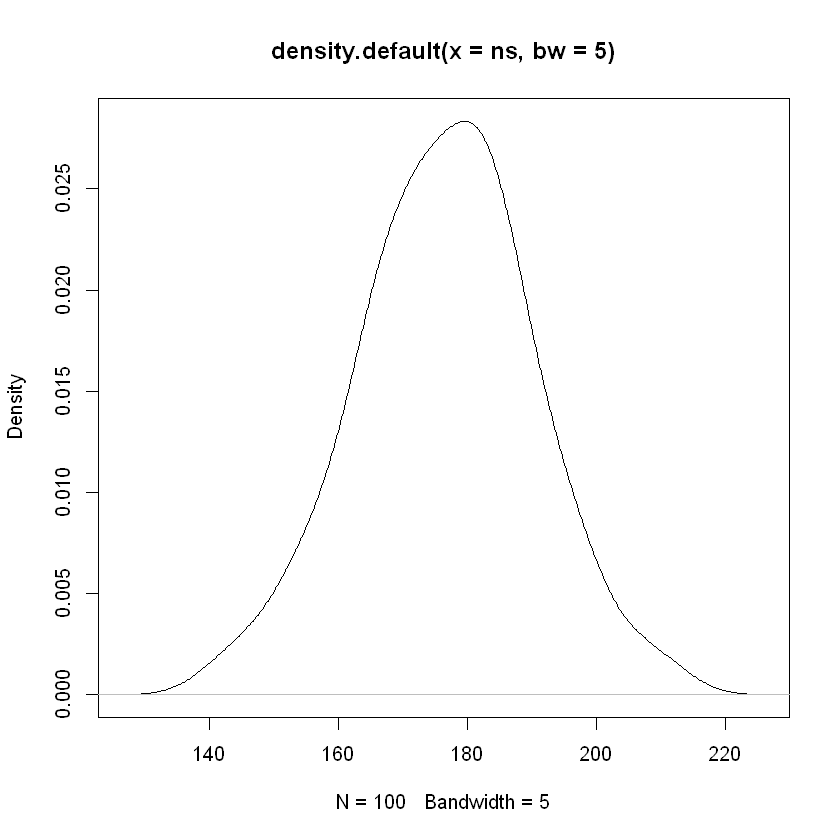 density.default(x = ns, bw = 5)
Density
0.025
0.020
0.015
0.010
0.005
0.000
140 160 180 200 220
N = 100 Bandwidth = 5